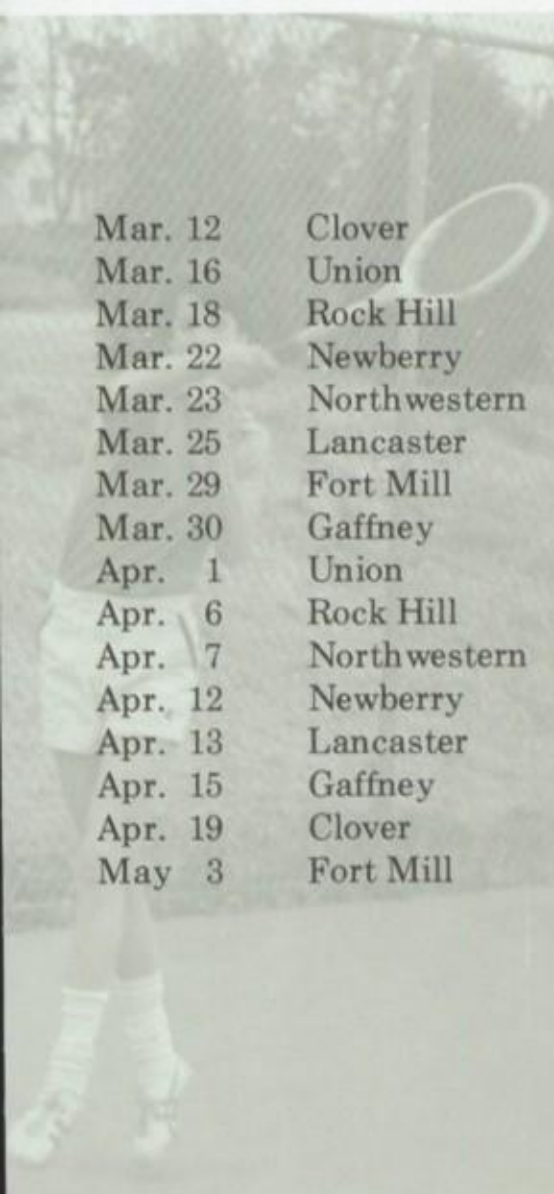 Mar. 12 Clover
Mar. 16 Union
Mar. 18 Rock Hill
Mar. 22 Newberry
Mar. 23 Northwestern
Mar. 25 Lancaster
Mar. 29 Fort Mill
Mar. 30 Gaffney
Apr. 1 Union
Apr. 6 Rock Hill
Apr. 7 Northwestern
Apr. 12 Newberry
Apr. 13 Lancaster
Apr. 15 Gaffney
Apr. 19 Clover
May 3 Fort Mill